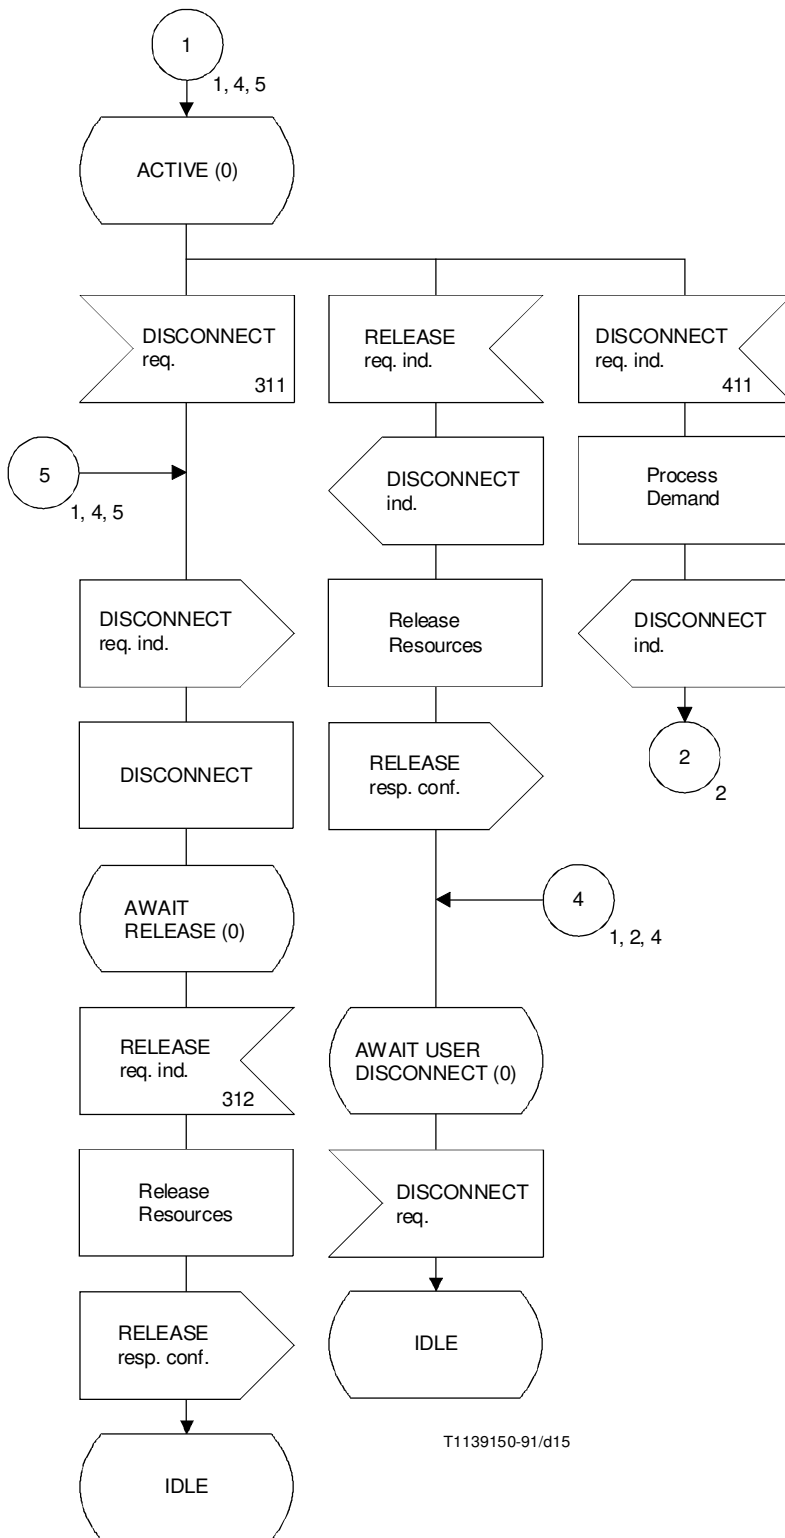 1
1, 4, 5
ACTIVE (0)
DISCONNECT
req.
311
RELEASE
req. ind.
DISCONNECT
req. ind.
411
5
1, 4, 5
DISCONNECT
ind.
Process
Demand
DISCONNECT
req. ind.
Release
Resources
DISCONNECT
ind.
DISCONNECT
RELEASE
resp. conf.
2
2
AWAIT
RELEASE (0)
4
1, 2, 4
RELEASE
req. ind.
312
AWAIT USER
DISCONNECT (0)
Release
Resources
DISCONNECT
req.
RELEASE
resp. conf.
IDLE
T1139150-91/d15
IDLE